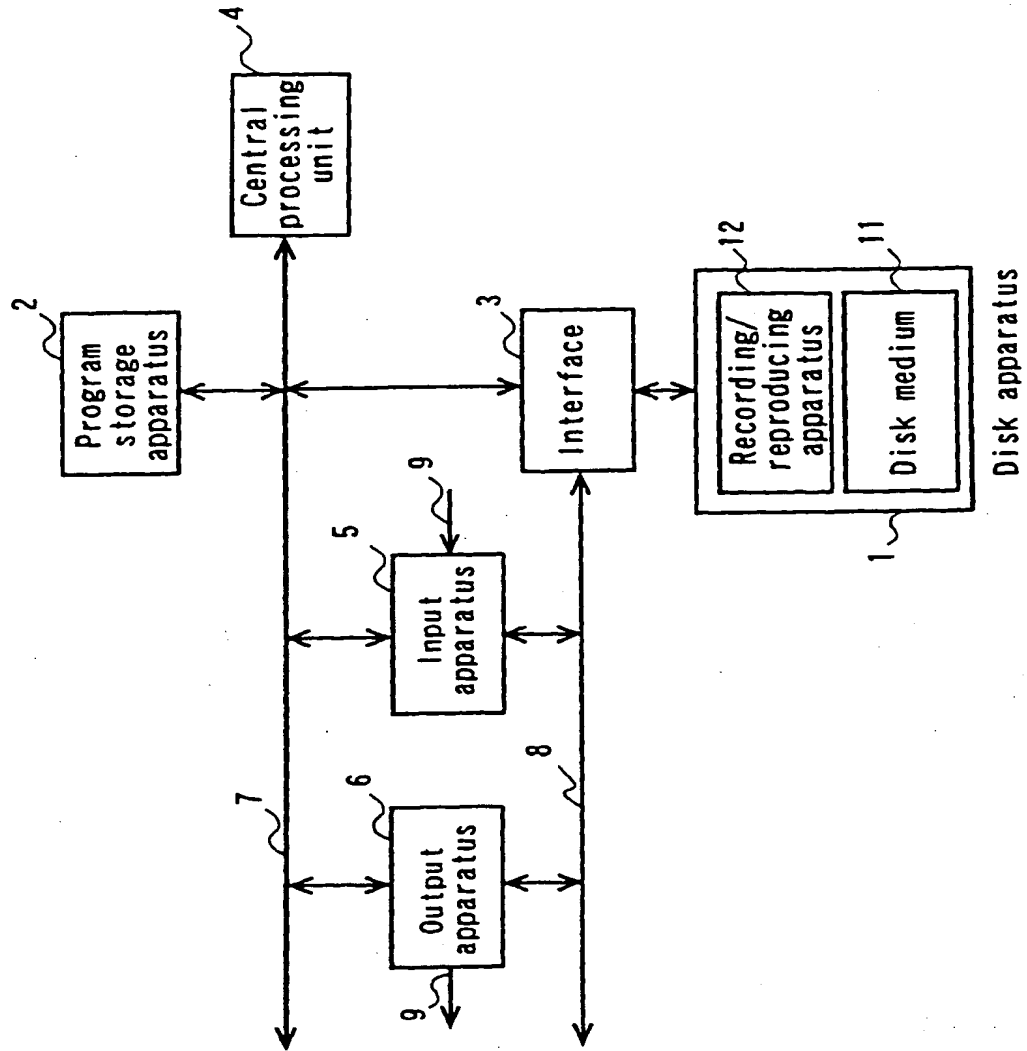 4
Central
processing
unit
2
Program
storage
apparatus
3
Interface
12
Recording/
reproducing
apparatus
11
Disk medium
1
Disk apparatus
9
5
Input
apparatus
7
6
Output
apparatus
8
9